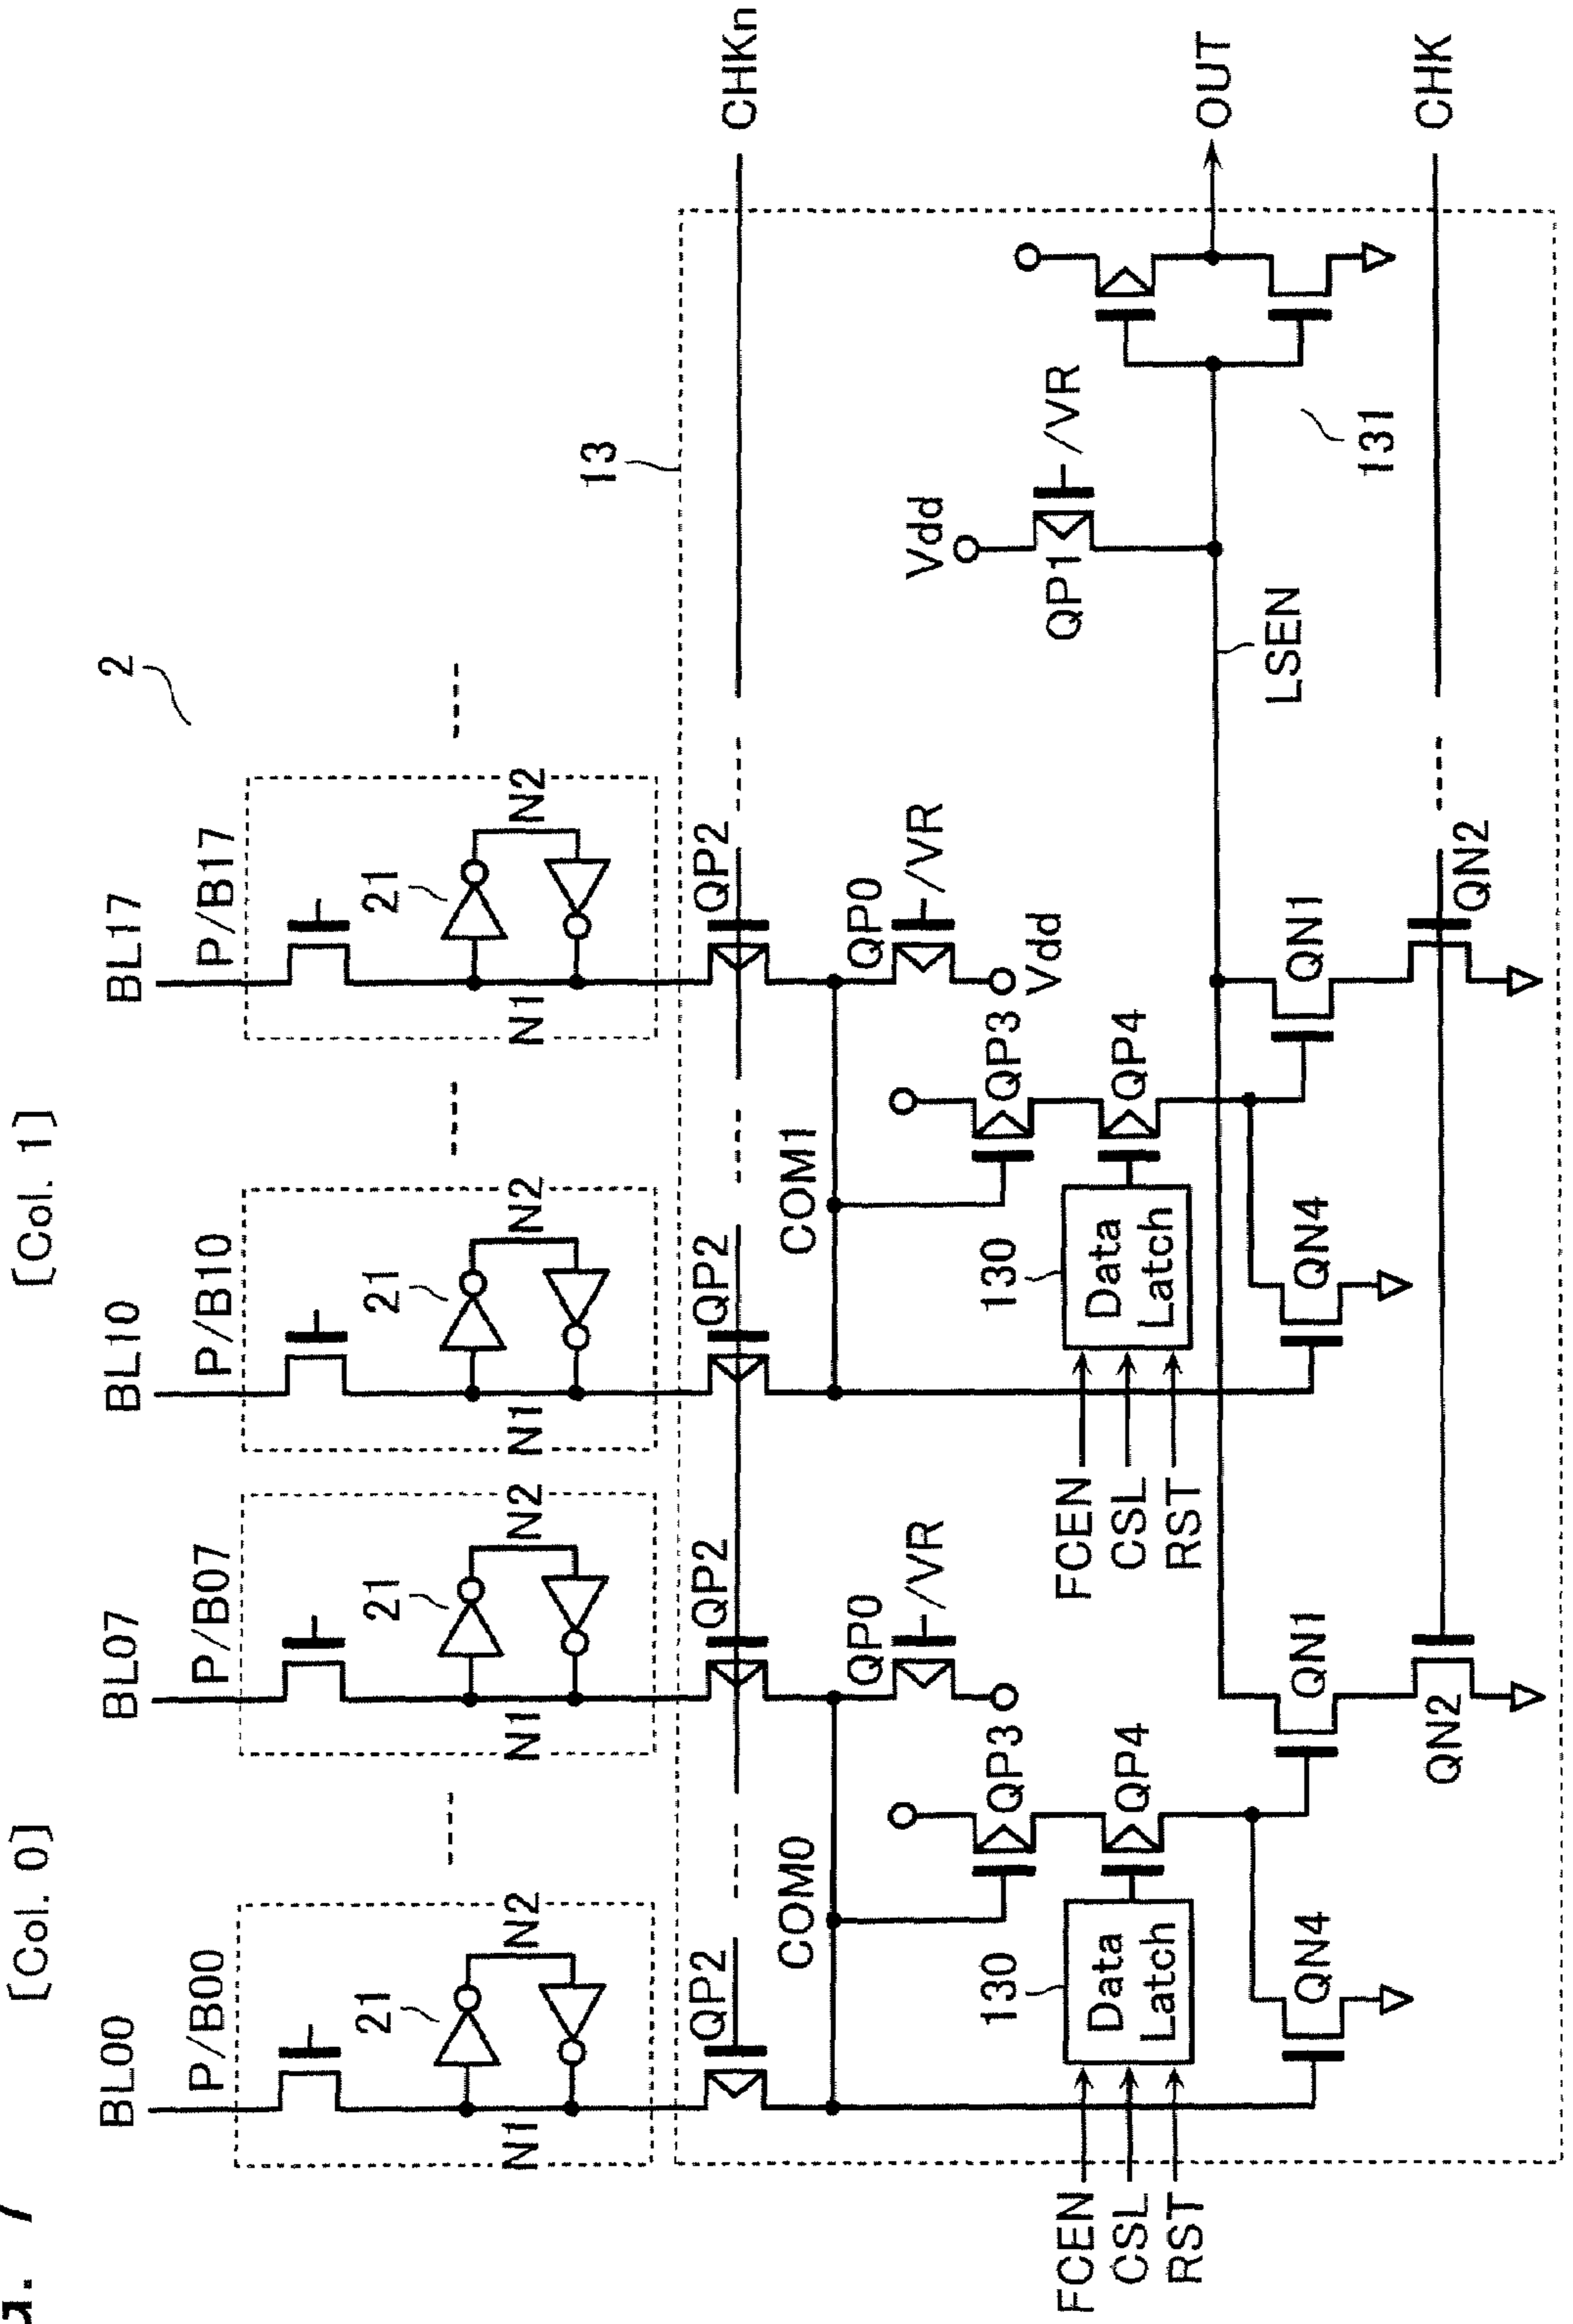 [Col. 0]
[Col. 1]
BL00
BL07
BL10
BL17
2
P/B00
P/B07
P/B10
P/B17
21
21
21
21
N1
N2
N1
N2
N1
N2
N1
N2
13
QP2
QP2
QP2
QP2
CHKn
COM0
COM1
QP0
/VR
QP0
/VR
Vdd
Vdd
QP3
QP3
QP1
/VR
130
130
Data
Latch
Data
Latch
QP4
QP4
FCEN
CSL
RST
FCEN
CSL
RST
OUT
LSEN
QN4
QN1
QN4
QN1
131
QN2
QN2
CHK